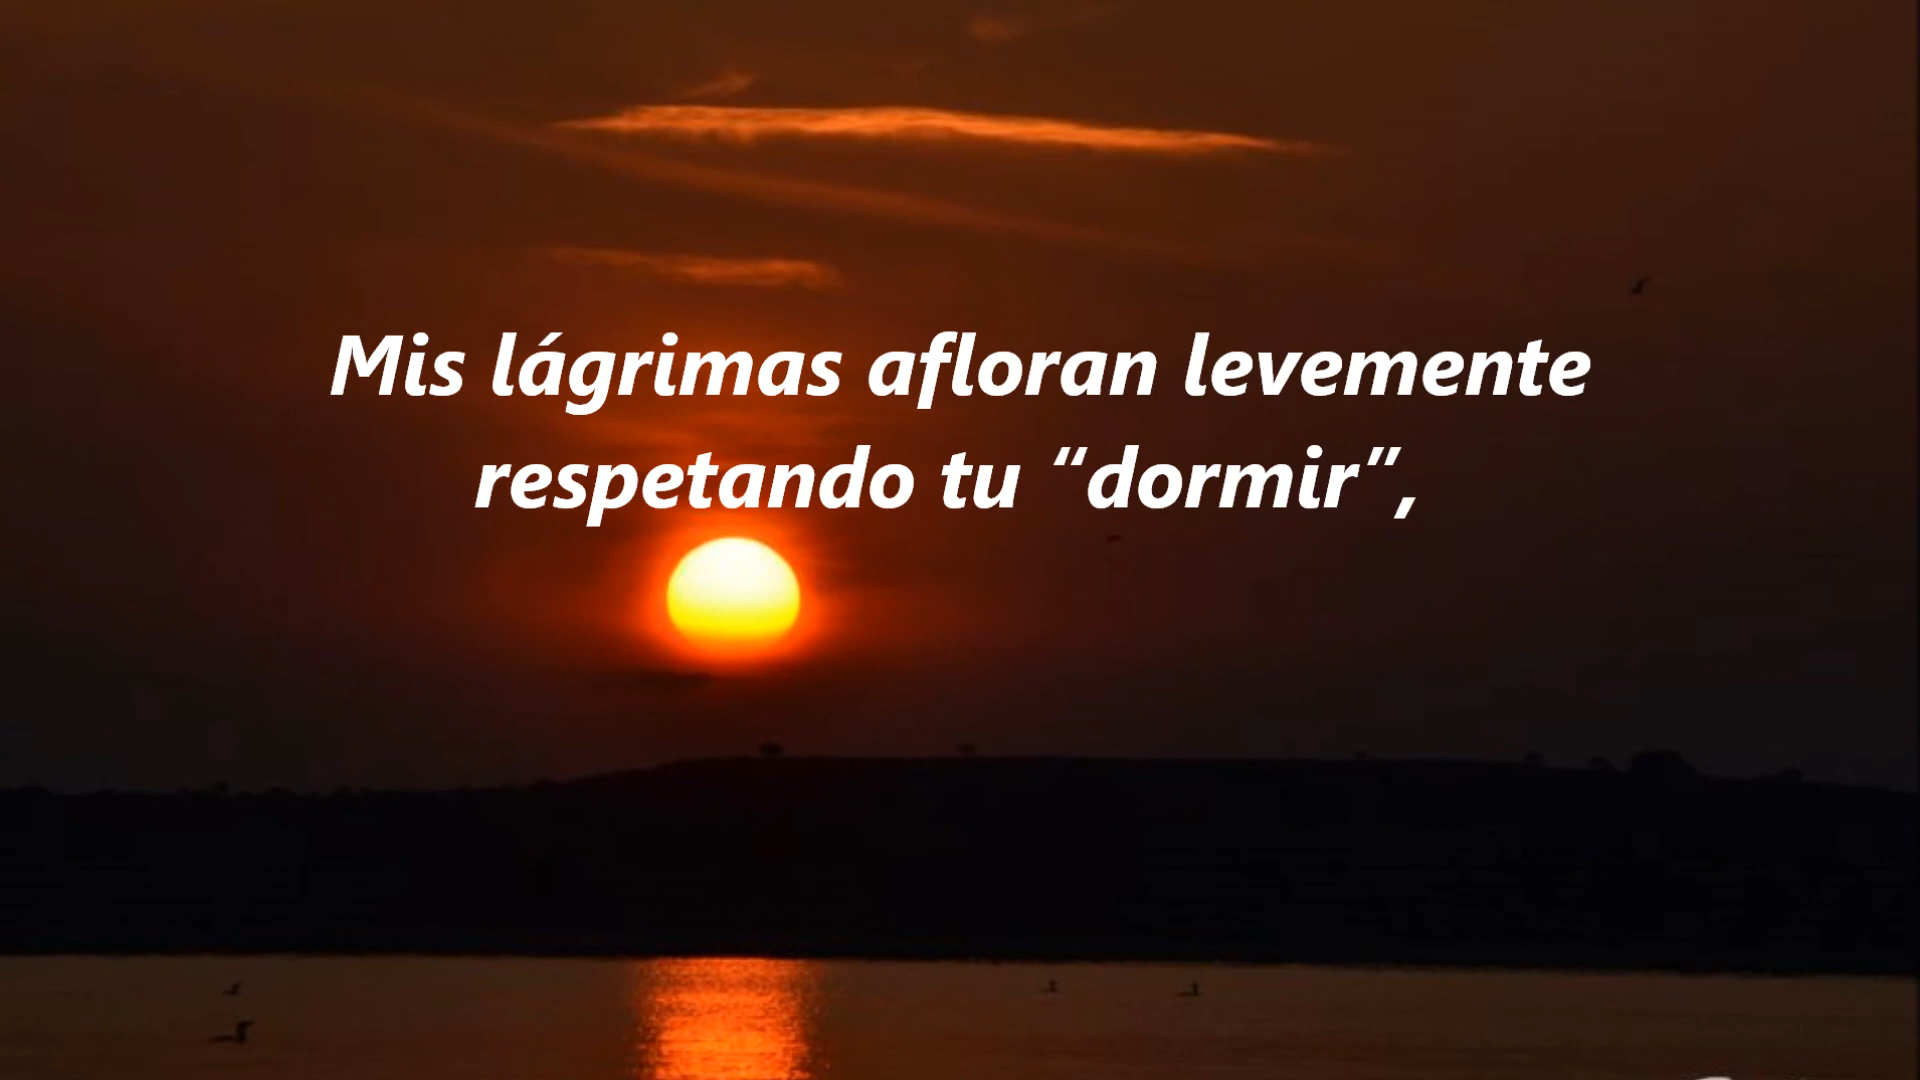 Mis lágrimas afloran levemente
respetando tu “dormir”,